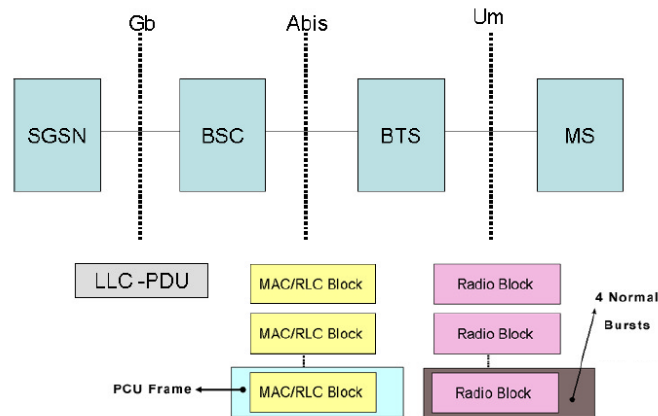 Gb
Abis
Um
SGSN
BSC
BTS
MS
LLC -PDU
MAC/RLC Block
Radio Block
4 Normal
Bursts
MAC/RLC Block
Radio Block
PCU Frame
MAC/RLC Block
Radio Block